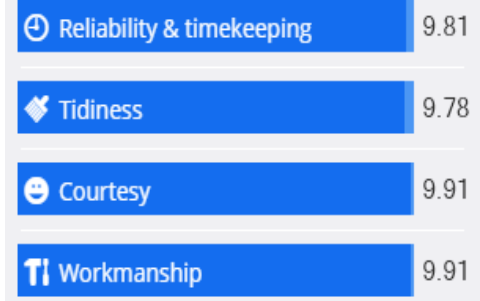 Reliability & timekeeping 9.81
Tidiness 9.78
Courtesy 9.91
Workmanship 9.91